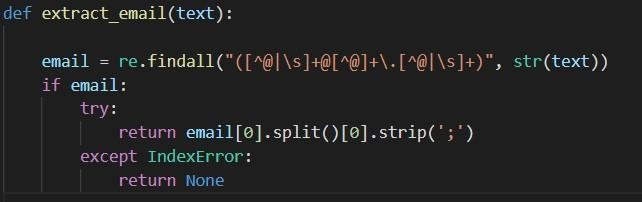 def extract_email(text):
    email = re.findall("([^@|\s]+@[^@]+\.[^@|\s]+)", str(text))
    if email:
        try:
            return email[0].split()[0].strip(';')
        except IndexError:
            return None